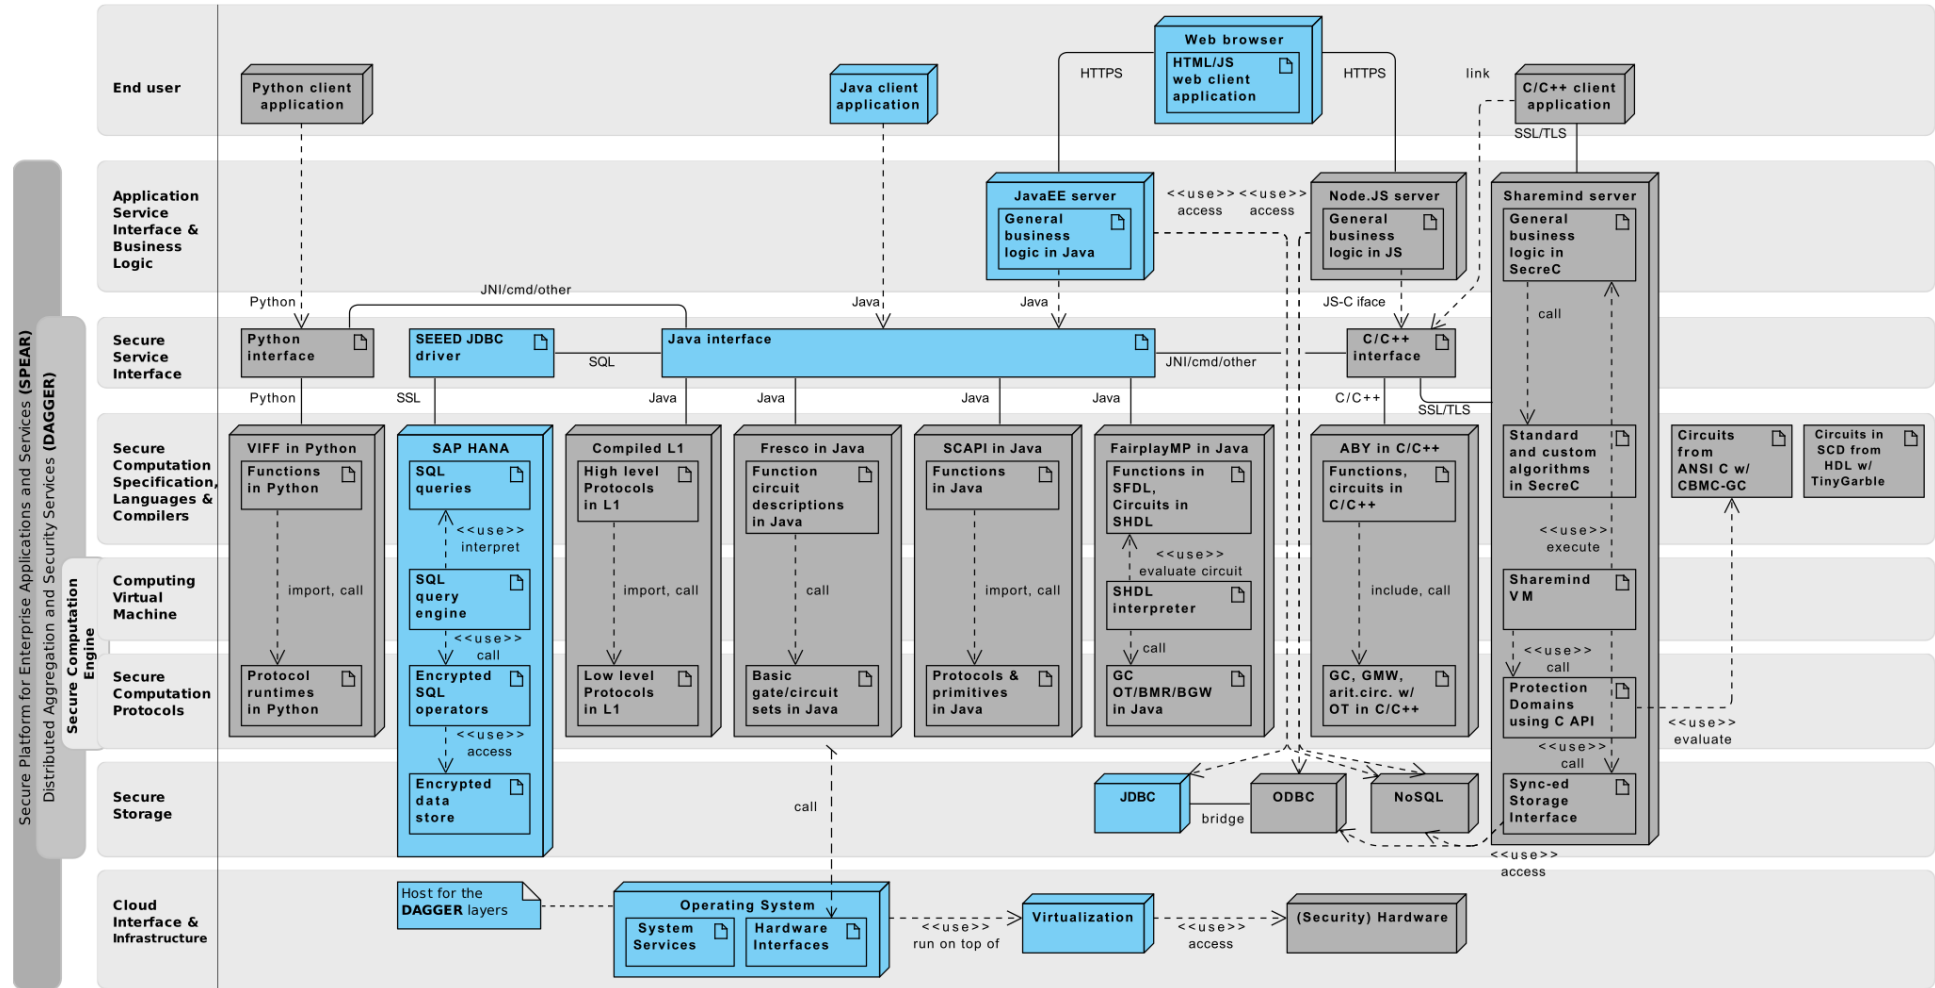 Secure Platform for Enterprise Applications and Services (SPEAR)
Distributed Aggregation and Security Services (DAGGER)
Secure Computation
Engine
End user
Python client
application
Java client
application
Web browser
HTML/JS
web client
application
HTTPS
HTTPS
link
C/C++ client
application
SSL/TLS
Application
Service
Interface &
Business
Logic
JavaEE server
General
business
logic in Java
<<use>>
access
<<use>>
access
Node.JS server
General
business
logic in JS
Sharemind server
General
business
logic in
SecreC
call
Python
JNI/cmd/other
Java
Java
JS-C iface
Secure
Service
Interface
Python
interface
SEEED JDBC
driver
SQL
Java interface
JNI/cmd/other
C/C++
interface
Python
SSL
Java
Java
Java
Java
C/C++
SSL/TLS
Secure
Computation
Specification,
Languages &
Compilers
VIFF in Python
Functions
in Python
SAP HANA
SQL
queries
<<use>>
interpret
Compiled L1
High level
Protocols
in L1
Fresco in Java
Function
circuit
descriptions
in Java
SCAPI in Java
Functions
in Java
FairplayMP in Java
Functions in
SFDL,
Circuits in
SHDL
<<use>>
evaluate circuit
ABY in C/C++
Functions,
circuits in
C/C++
Standard
and custom
algorithms
in SecreC
<<use>>
execute
Circuits
from
ANSI C w/
CBMC-GC
Circuits in
SCD from
HDL w/
TinyGarble
Computing
Virtual
Machine
import, call
SQL
query
engine
<<use>>
call
import, call
call
import, call
SHDL
interpreter
call
include, call
Sharemind
VM
<<use>>
call
Secure
Computation
Protocols
Protocol
runtimes
in Python
Encrypted
SQL
operators
<<use>>
access
Low level
Protocols
in L1
Basic
gate/circuit
sets in Java
Protocols &
primitives
in Java
GC
OT/BMR/BGW
in Java
GC, GMW,
arit.circ. w/
OT in C/C++
Protection
Domains
using C API
<<use>>
call
<<use>>
evaluate
Secure
Storage
Encrypted
data
store
call
JDBC
bridge
ODBC
NoSQL
Sync-ed
Storage
Interface
<<use>>
access
Cloud
Interface &
Infrastructure
Host for the
DAGGER layers
Operating System
System
Services
Hardware
Interfaces
<<use>>
run on top of
Virtualization
<<use>>
access
(Security) Hardware